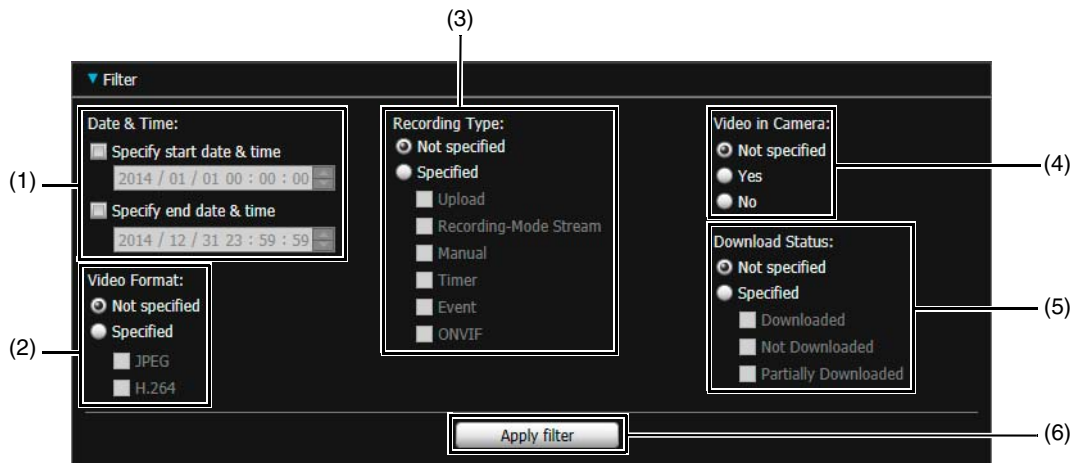 (3)
Filter
(1)
Date & Time:
Specify start date & time
2014 / 01 / 01 00 : 00 : 00
Specify end date & time
2014 / 12 / 31 23 : 59 : 59
(2)
Video Format:
Not specified
Specified
JPEG
H.264
Recording Type:
Not specified
Specified
Upload
Recording-Mode Stream
Manual
Timer
Event
ONVIF
Video in Camera:
Not specified
Yes
No
(4)
Download Status:
Not specified
Specified
Downloaded
Not Downloaded
Partially Downloaded
(5)
Apply filter
(6)